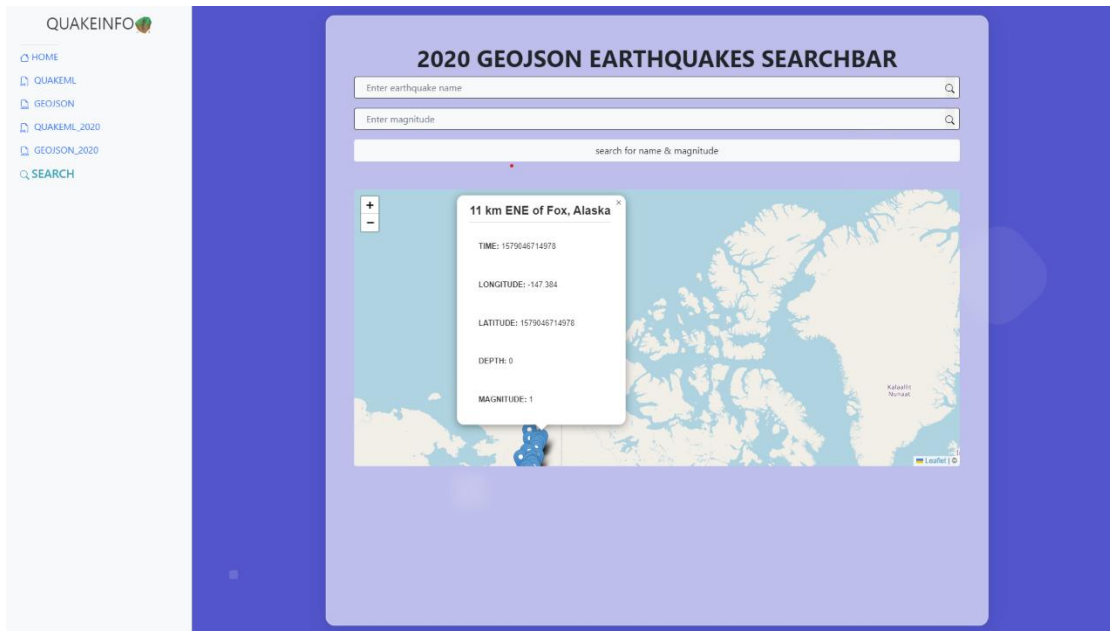 QUAKEINFO
HOME
QUAKEML
GEOJSON
QUAKEML_2020
GEOJSON_2020
SEARCH
2020 GEOJSON EARTHQUAKES SEARCHBAR
Enter earthquake name
Enter magnitude
search for name & magnitude
+
−
11 km ENE of Fox, Alaska ×
TIME: 1579046714978
LONGITUDE: -147.384
LATITUDE: 1579046714978
DEPTH: 0
MAGNITUDE: 1
Kalaallit
Nunaat
Leaflet | ©